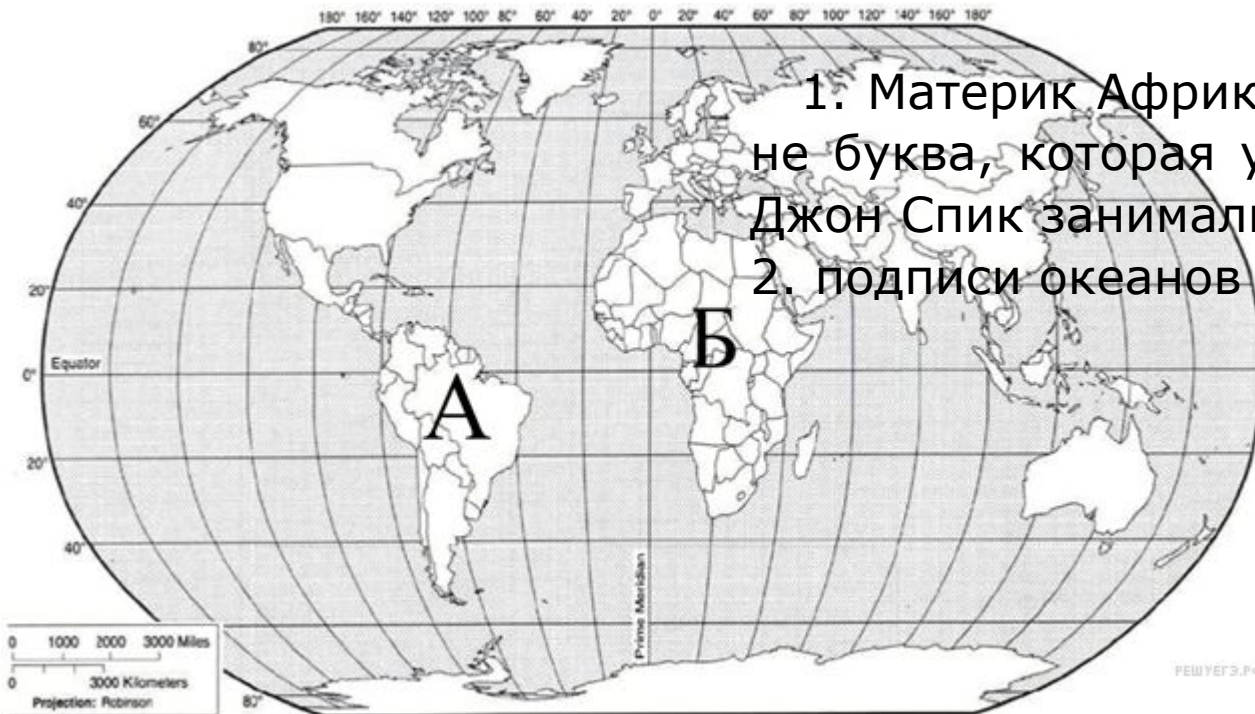 180° 160° 140° 120° 100° 80° 60° 40° 20° 0° 20° 40° 60° 80° 100° 120° 140° 160° 180°
80°
1. Материк Африк
60°
не буква, которая у
40°
Джон Спик занимали
20°
2. подписи океанов
Б
Equator
0°
А
20°
40°
Prime Meridian
0 1000 2000 3000 Miles
0 3000 Kilometers
Projection: Robinson
80°
РЕШУЕГЭ.РФ